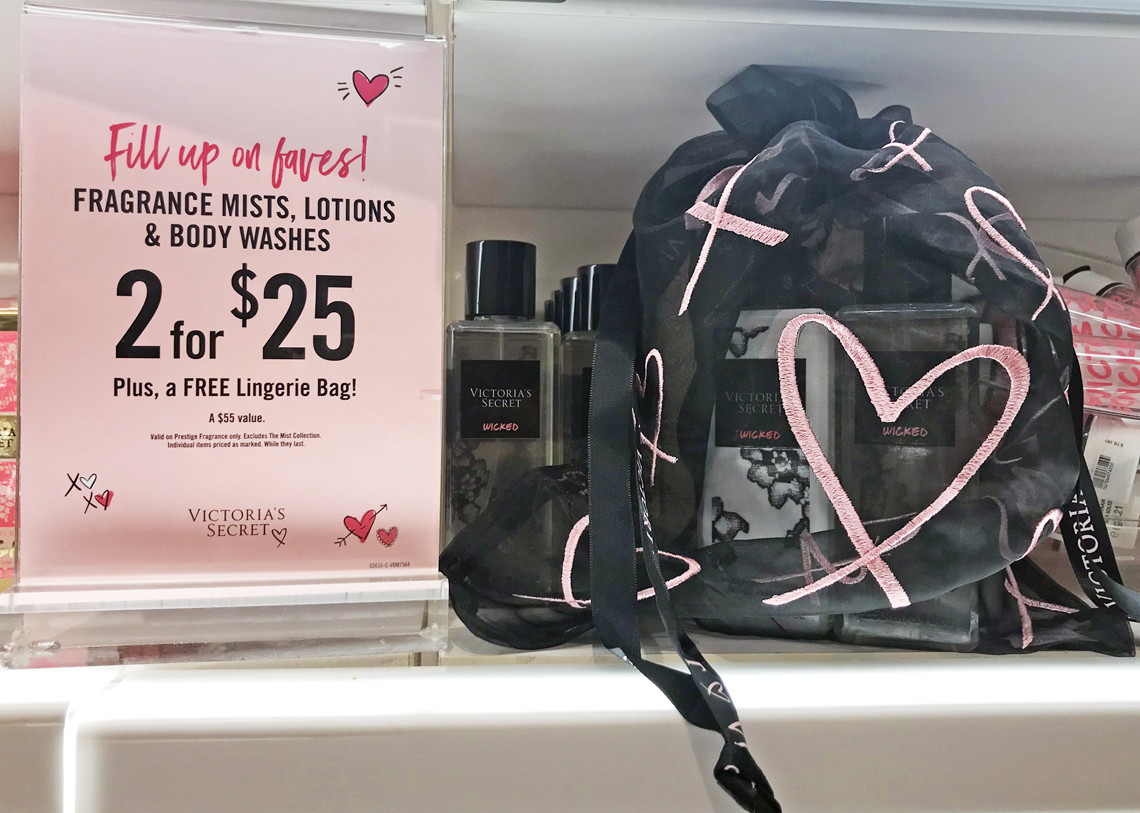 Fill up on faves!
FRAGRANCE MISTS, LOTIONS
& BODY WASHES
2 for $25
Plus, a FREE Lingerie Bag!
A $55 value.
Valid on Prestige Fragrance only. Excludes The Mist Collection.
Individual items priced as marked. While they last.
XO
XO
VICTORIA'S
SECRET
VICTORIA'S
SECRET
WICKED
VICTORIA'S
SECRET
WICKED
SECRET
WICKED
VICTORIA